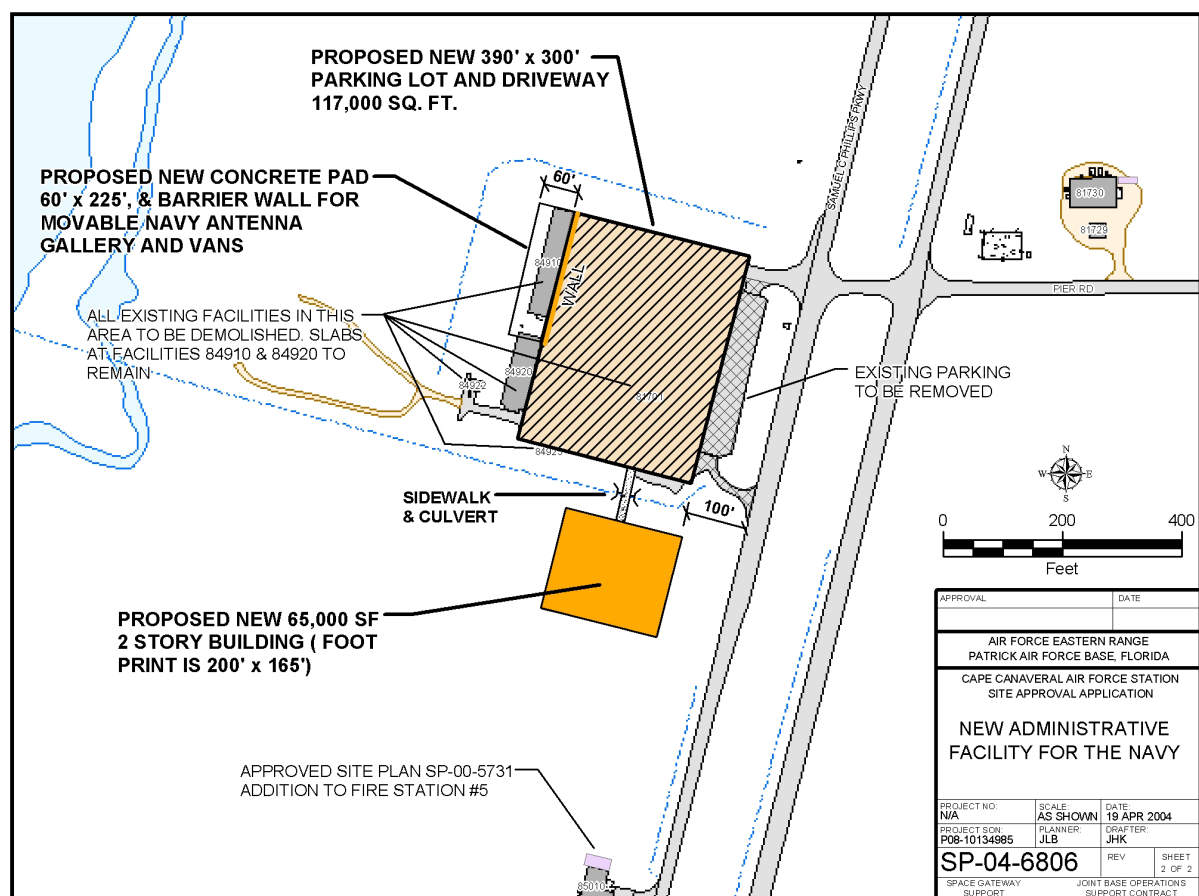 PROPOSED NEW 390' x 300'
PARKING LOT AND DRIVEWAY
117,000 SQ. FT.
SAMUEL C PHILLIPS PKWY
PROPOSED NEW CONCRETE PAD
60' x 225', & BARRIER WALL FOR
MOVABLE NAVY ANTENNA
GALLERY AND VANS
60'
81730
81729
84910
WALL
PIER RD
ALL EXISTING FACILITIES IN THIS
AREA TO BE DEMOLISHED. SLABS
AT FACILITIES 84910 & 84920 TO
REMAIN
84922
84920
81701
EXISTING PARKING
TO BE REMOVED
SIDEWALK
& CULVERT
100'
N
W
E
S
0 200 400
Feet
PROPOSED NEW 65,000 SF
2 STORY BUILDING ( FOOT
PRINT IS 200' x 165')
APPROVED SITE PLAN SP-00-5731
ADDITION TO FIRE STATION #5
85010
APPROVAL DATE
AIR FORCE EASTERN RANGE
PATRICK AIR FORCE BASE, FLORIDA
CAPE CANAVERAL AIR FORCE STATION
SITE APPROVAL APPLICATION
NEW ADMINISTRATIVE
FACILITY FOR THE NAVY
PROJECT NO: SCALE: DATE:
N/A AS SHOWN 19 APR 2004
PROJECT SON: PLANNER: DRAFTER:
P08-10134985 JLB JHK
SP-04-6806 REV SHEET
2 OF 2
SPACE GATEWAY JOINT BASE OPERATIONS
SUPPORT SUPPORT CONTRACT